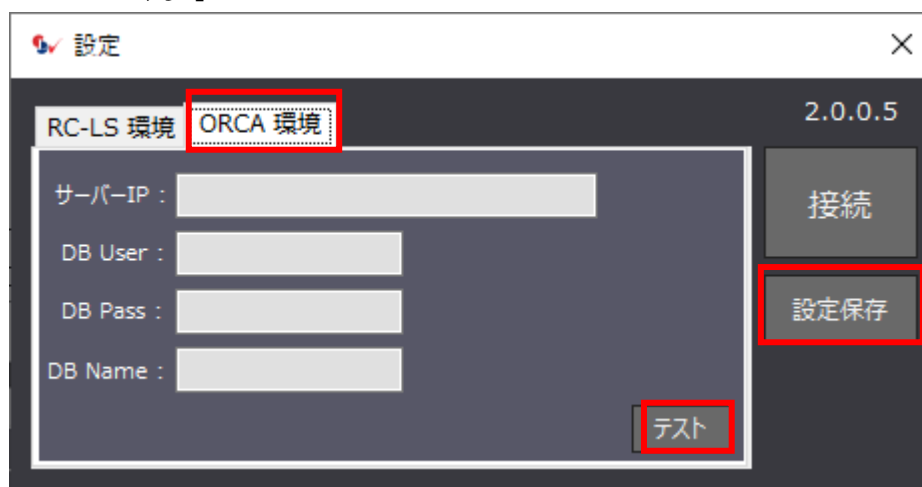 設定
RC-LS 環境
ORCA 環境
2.0.0.5
サーバーIP :
接続
DB User :
DB Pass :
設定保存
DB Name :
テスト